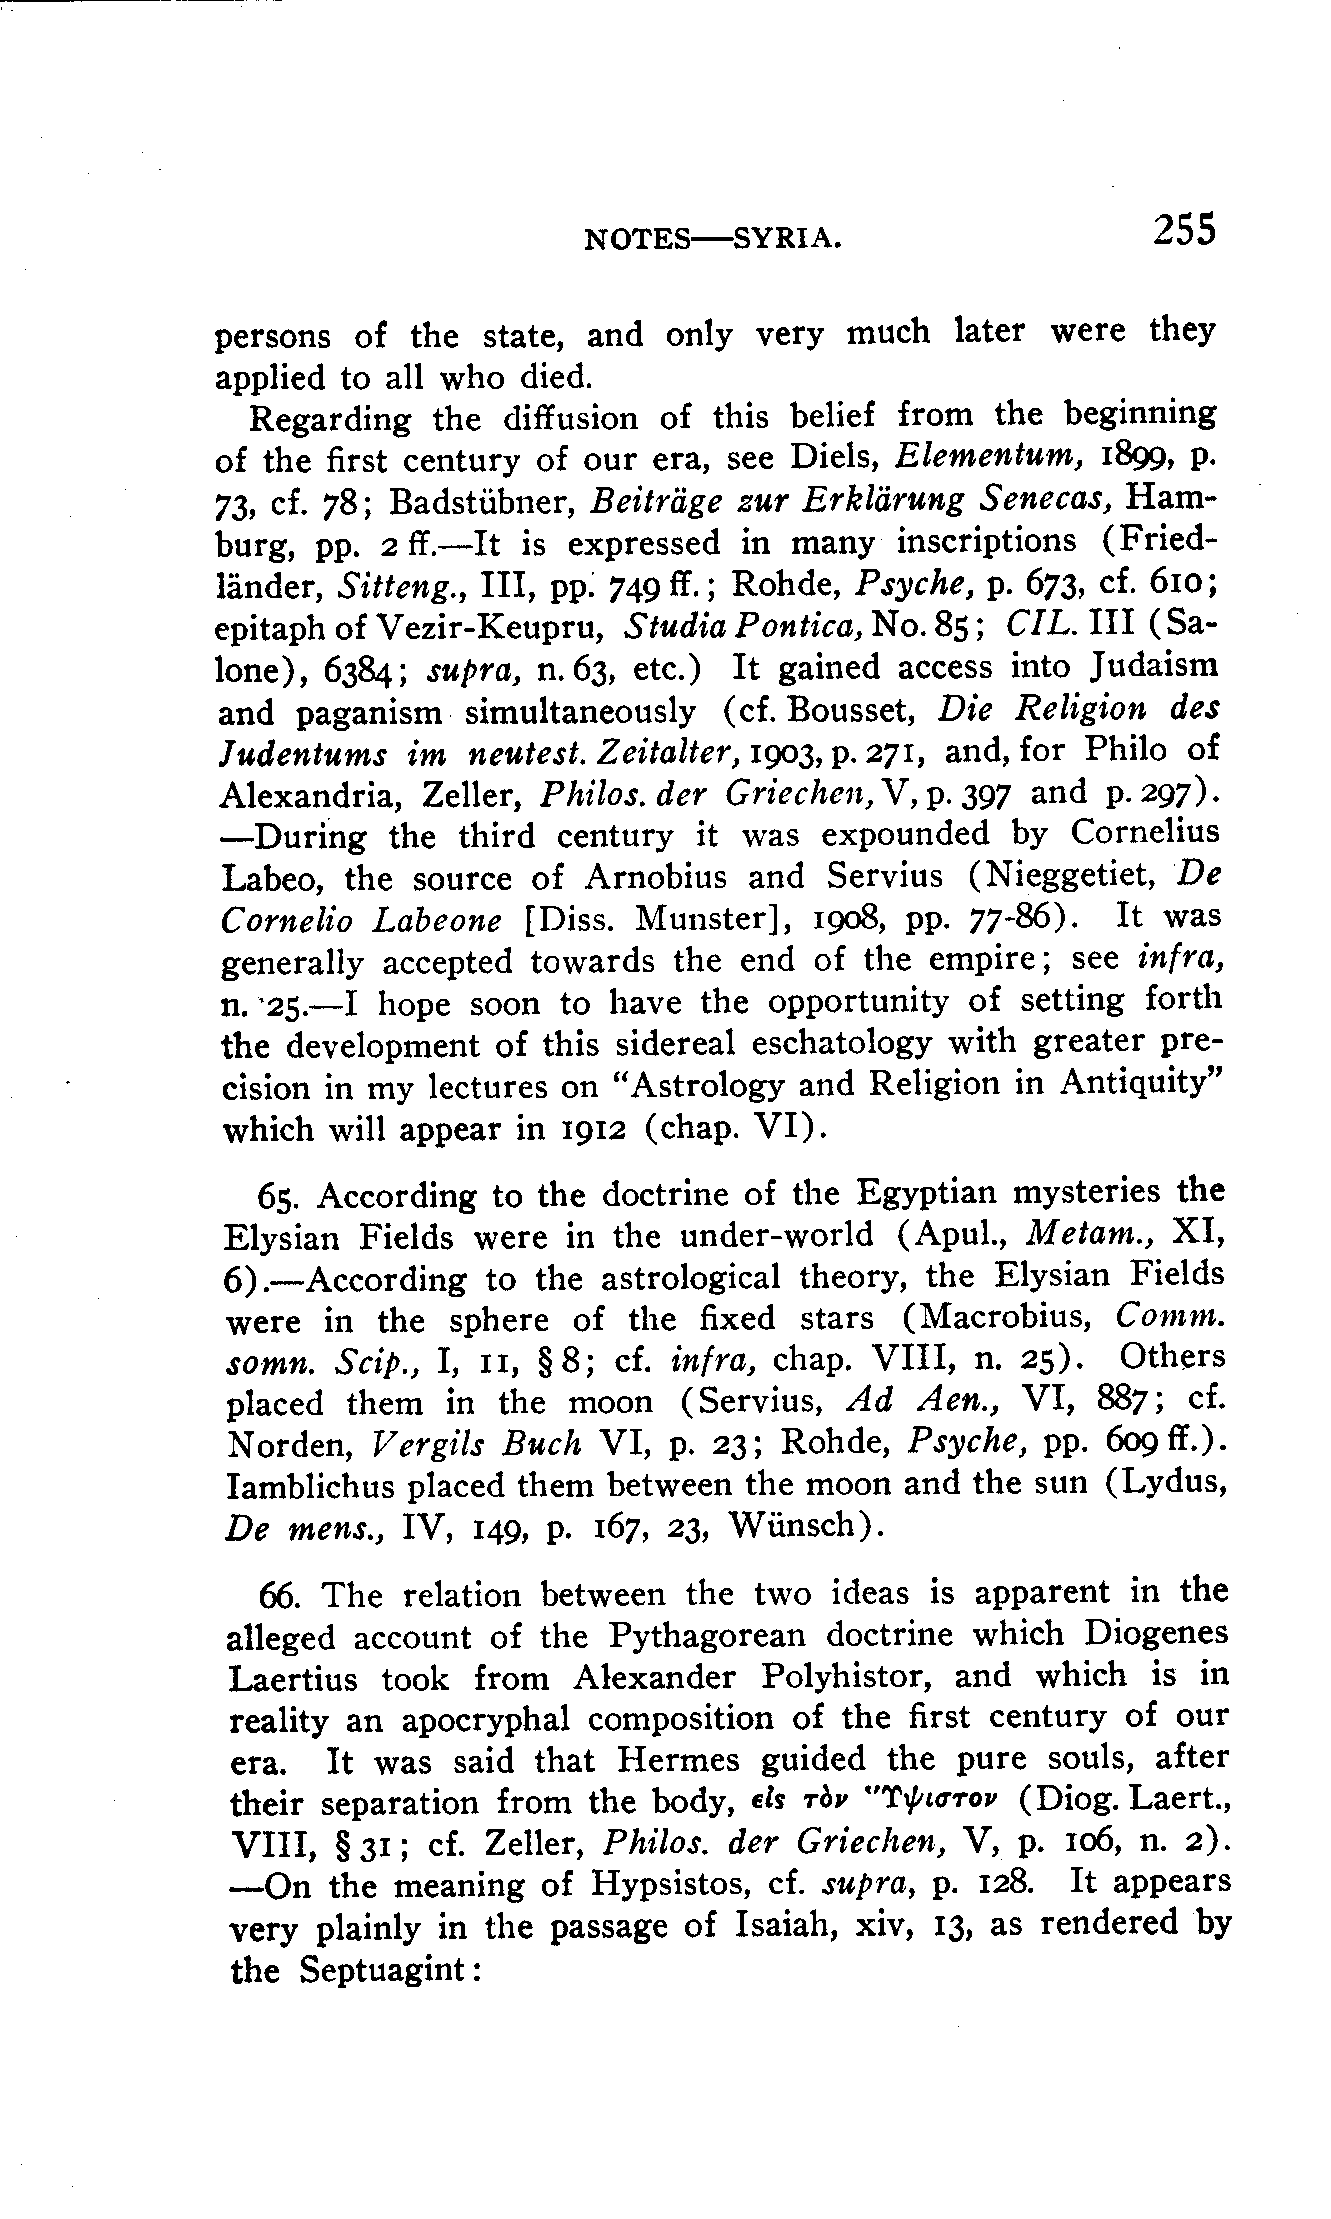 NOTES—SYRIA. 255
persons of the state, and only very much later were they
applied to all who died.
Regarding the diffusion of this belief from the beginning
of the first century of our era, see Diels, Elementum, 1899, p.
73, cf. 78; Badstübner, Beiträge zur Erklärung Senecas, Ham-
burg, pp. 2 ff.—It is expressed in many inscriptions (Fried-
länder, Sitteng., III, pp. 749 ff.; Rohde, Psyche, p. 673, cf. 610;
epitaph of Vezir-Keupru, Studia Pontica, No. 85; CIL. III (Sa-
lone), 6384; supra, n. 63, etc.) It gained access into Judaism
and paganism simultaneously (cf. Bousset, Die Religion des
Judentums im neutest. Zeitalter, 1903, p. 271, and, for Philo of
Alexandria, Zeller, Philos. der Griechen, V, p. 397 and p. 297).
—During the third century it was expounded by Cornelius
Labeo, the source of Arnobius and Servius (Nieggetiet, De
Cornelio Labeone [Diss. Munster], 1908, pp. 77-86). It was
generally accepted towards the end of the empire; see infra,
n. 25.—I hope soon to have the opportunity of setting forth
the development of this sidereal eschatology with greater pre-
cision in my lectures on "Astrology and Religion in Antiquity"
which will appear in 1912 (chap. VI).
65. According to the doctrine of the Egyptian mysteries the
Elysian Fields were in the under-world (Apul., Metam., XI,
6).—According to the astrological theory, the Elysian Fields
were in the sphere of the fixed stars (Macrobius, Comm.
somn. Scip., I, 11, § 8; cf. infra, chap. VIII, n. 25). Others
placed them in the moon (Servius, Ad Aen., VI, 887; cf.
Norden, Vergils Buch VI, p. 23; Rohde, Psyche, pp. 609 ff.).
Iamblichus placed them between the moon and the sun (Lydus,
De mens., IV, 149, p. 167, 23, Wünsch).
66. The relation between the two ideas is apparent in the
alleged account of the Pythagorean doctrine which Diogenes
Laertius took from Alexander Polyhistor, and which is in
reality an apocryphal composition of the first century of our
era. It was said that Hermes guided the pure souls, after
their separation from the body, εἰς τὸν Ὕψιστον (Diog. Laert.,
VIII, § 31; cf. Zeller, Philos. der Griechen, V, p. 106, n. 2).
—On the meaning of Hypsistos, cf. supra, p. 128. It appears
very plainly in the passage of Isaiah, xiv, 13, as rendered by
the Septuagint: